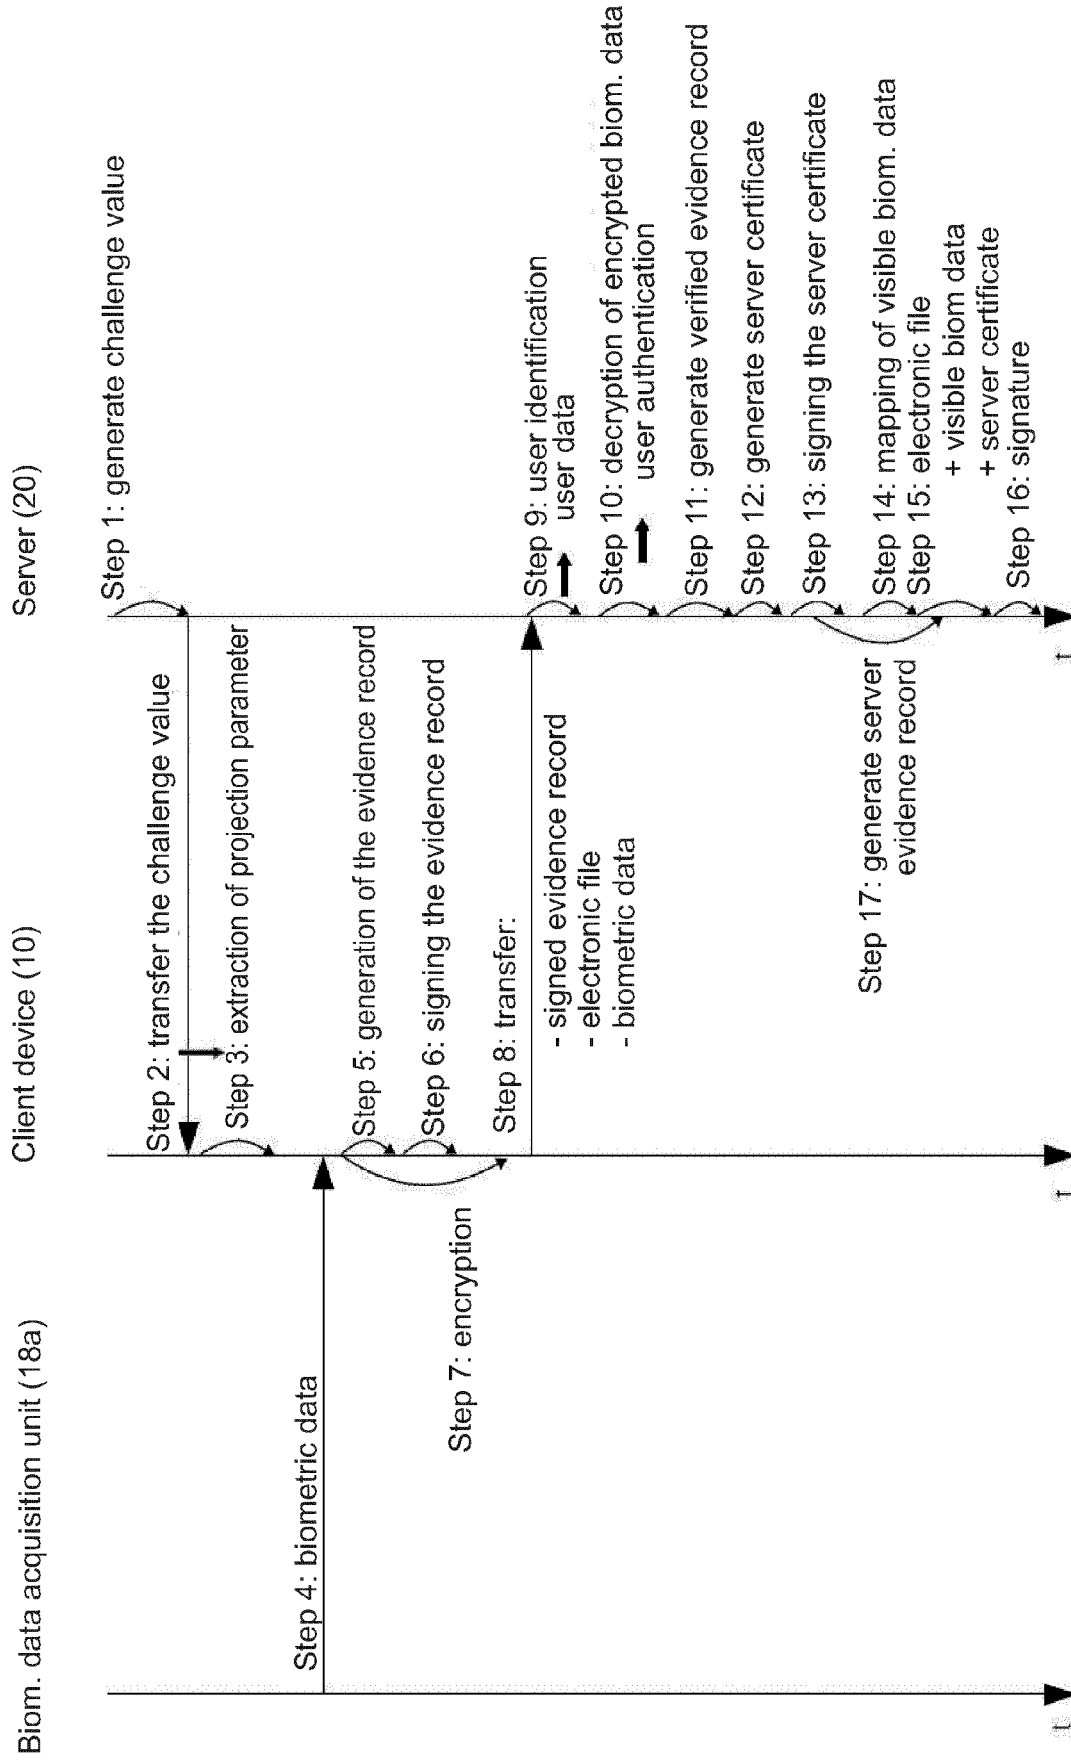 Biom. data acquisition unit (18a)
Client device (10)
Server (20)
Step 1: generate challenge value
Step 2: transfer the challenge value
Step 3: extraction of projection parameter
Step 4: biometric data
Step 5: generation of the evidence record
Step 6: signing the evidence record
Step 7: encryption
Step 8: transfer:
- signed evidence record
- electronic file
- biometric data
Step 9: user identification
user data
Step 10: decryption of encrypted biom. data
user authentication
Step 11: generate verified evidence record
Step 12: generate server certificate
Step 13: signing the server certificate
Step 14: mapping of visible biom. data
Step 15: electronic file
+ visible biom data
+ server certificate
Step 16: signature
Step 17: generate server
evidence record
t
t
t